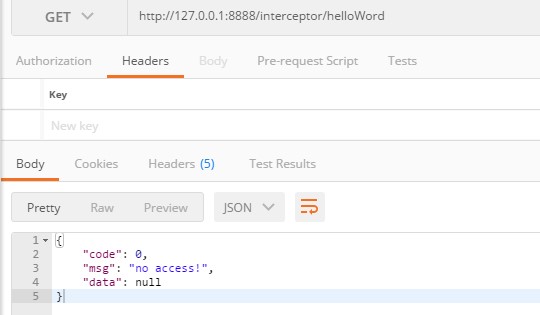 GET http://127.0.0.1:8888/interceptor/helloWord
Authorization Headers Body Pre-request Script Tests
Key
New key
Body Cookies Headers (5) Test Results
Pretty Raw Preview JSON
1 {
2 "code": 0,
3 "msg": "no access!",
4 "data": null
5 }